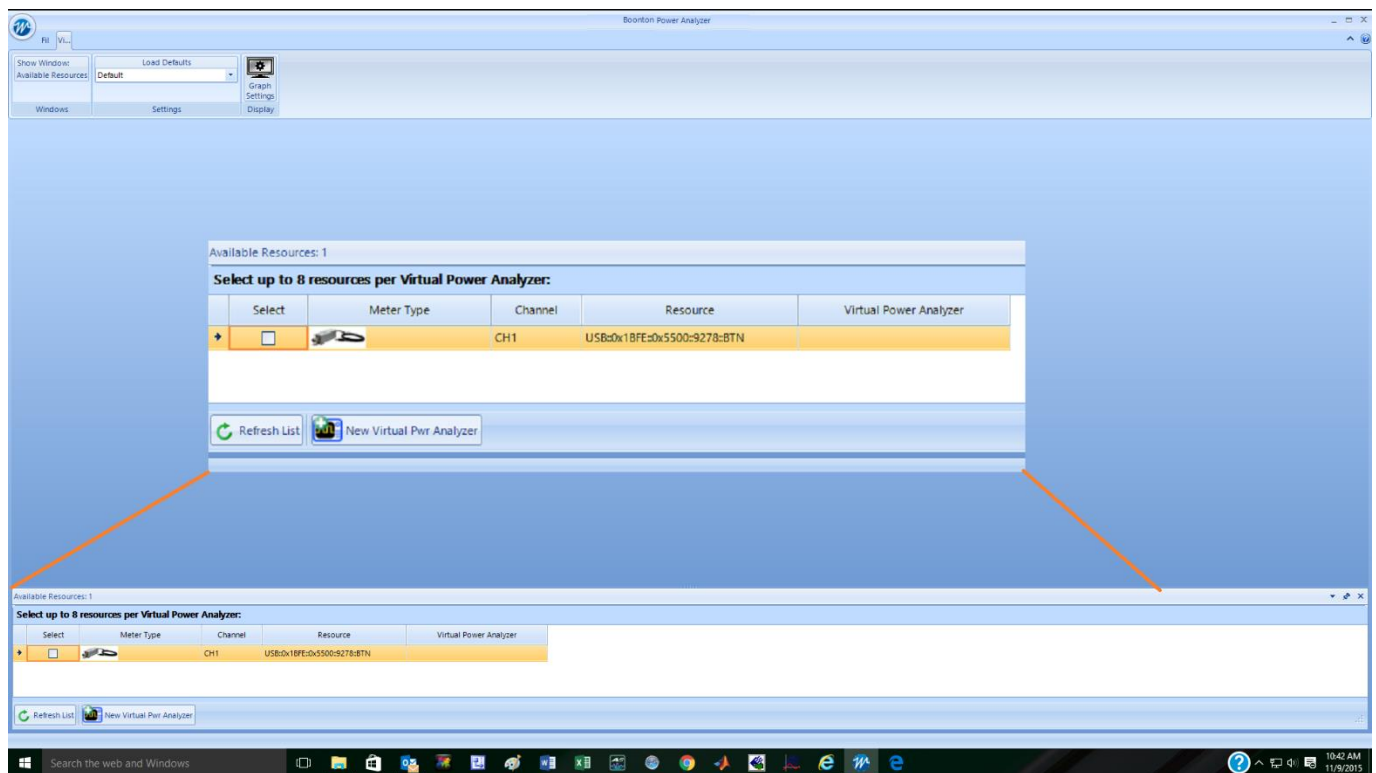 Boonton Power Analyzer
Fil
Vi...
Show Window:
Available Resources
Windows
Load Defaults
Default
Settings
Graph
Settings
Display
Available Resources: 1
Select up to 8 resources per Virtual Power Analyzer:
Select Meter Type Channel Resource Virtual Power Analyzer
CH1 USB::0x1BFE::0x5500::9278::BTN
Refresh List New Virtual Pwr Analyzer
Available Resources: 1
Select up to 8 resources per Virtual Power Analyzer:
Select Meter Type Channel Resource Virtual Power Analyzer
CH1 USB::0x1BFE::0x5500::9278::BTN
Refresh List New Virtual Pwr Analyzer
Search the web and Windows
10:42 AM
11/9/2015